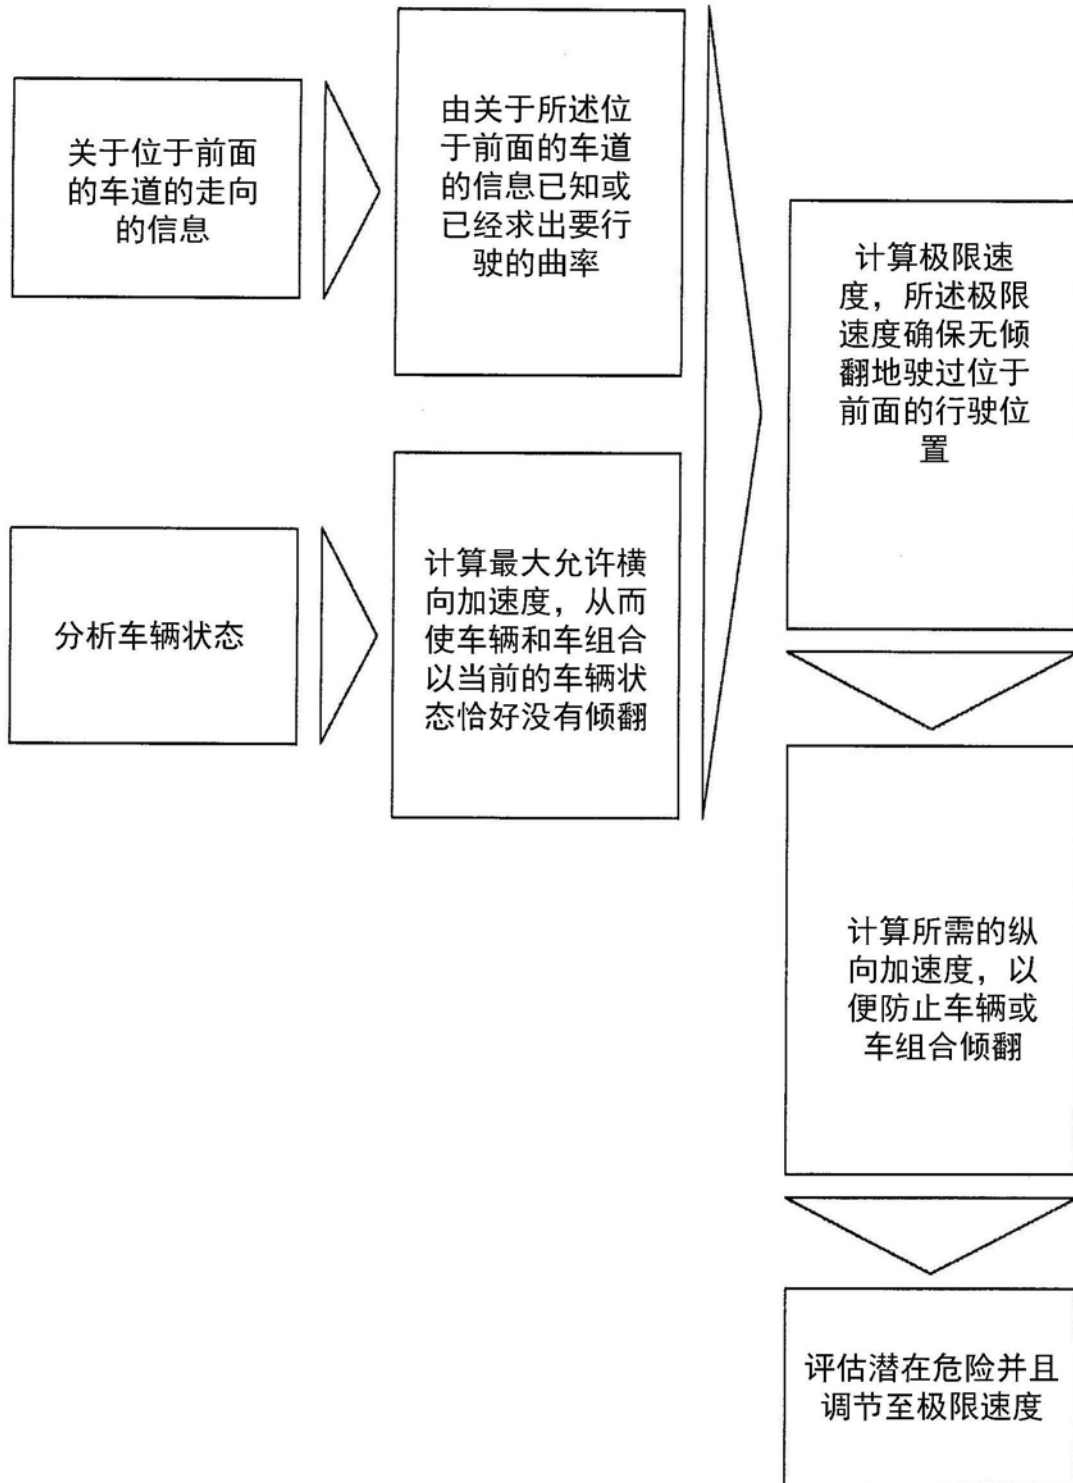 关于位于前面
的车道的走向
的信息
由关于所述位
于前面的车道
的信息已知或
已经求出要行
驶的曲率
分析车辆状态
计算最大允许横
向加速度，从而
使车辆和车组合
以当前的车辆状
态恰好没有倾翻
计算极限速
度，所述极限
速度确保无倾
翻地驶过位于
前面的行驶位
置
计算所需的纵
向加速度，以
便防止车辆或
车组合倾翻
评估潜在危险并且
调节至极限速度